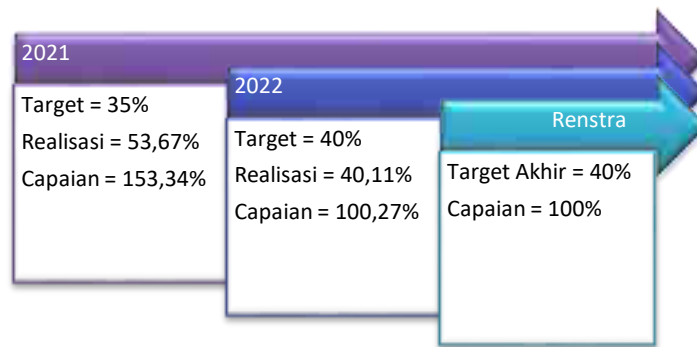 2021
Target = 35%
Realisasi = 53,67%
Capaian = 153,34%
2022
Target = 40%
Realisasi = 40,11%
Capaian = 100,27%
Renstra
Target Akhir = 40%
Capaian = 100%